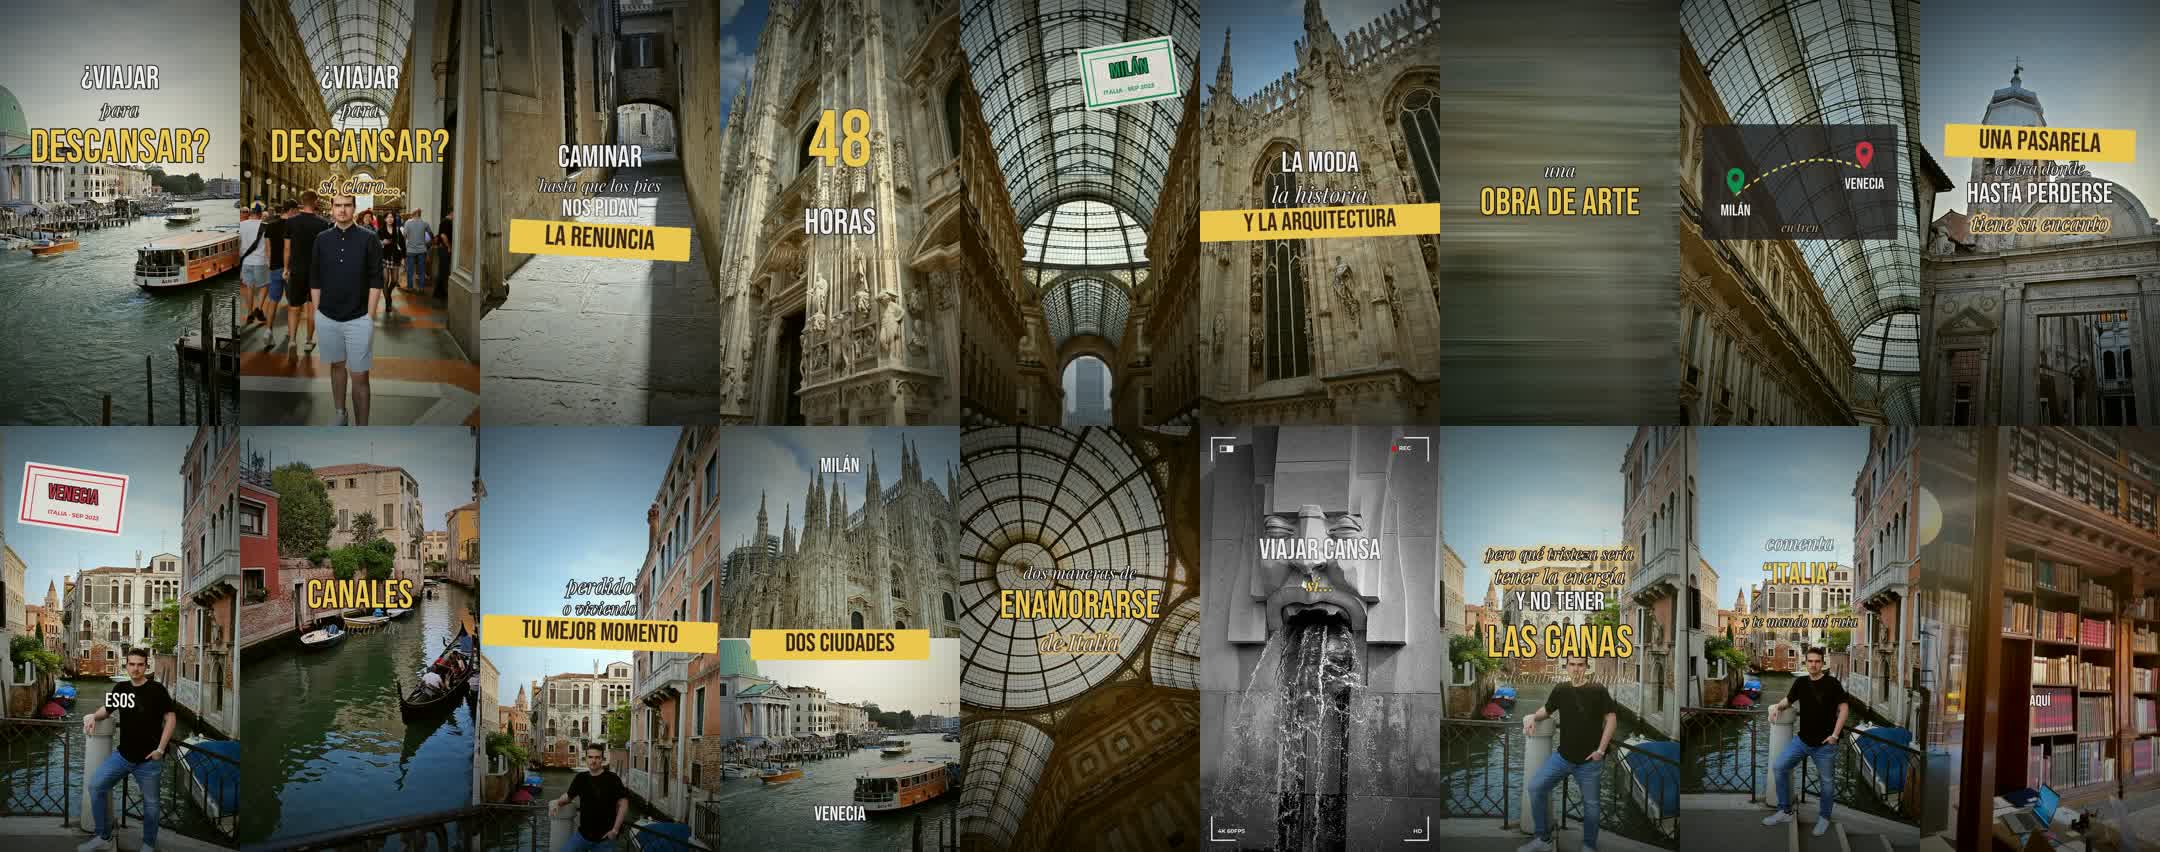 ¿VIAJAR
para
DESCANSAR?
¿VIAJAR
para
DESCANSAR?
sí, claro...
CAMINAR
hasta que los pies
NOS PIDAN
LA RENUNCIA
48
HORAS
MILÁN
ITALIA - SEP 2023
LA MODA
la historia
Y LA ARQUITECTURA
una
OBRA DE ARTE
MILÁN
VENECIA
en tren
UNA PASARELA
a otra donde
HASTA PERDERSE
tiene su encanto
VENECIA
ITALIA - SEP 2023
ESOS
CANALES
perdido
o viviendo
TU MEJOR MOMENTO
MILÁN
DOS CIUDADES
VENECIA
dos maneras de
ENAMORARSE
de Italia
REC
VIAJAR CANSA
sí...
4K 60FPS
HD
pero qué tristeza sería
tener la energía
Y NO TENER
LAS GANAS
comenta
“ITALIA”
y te mando mi ruta
AQUÍ